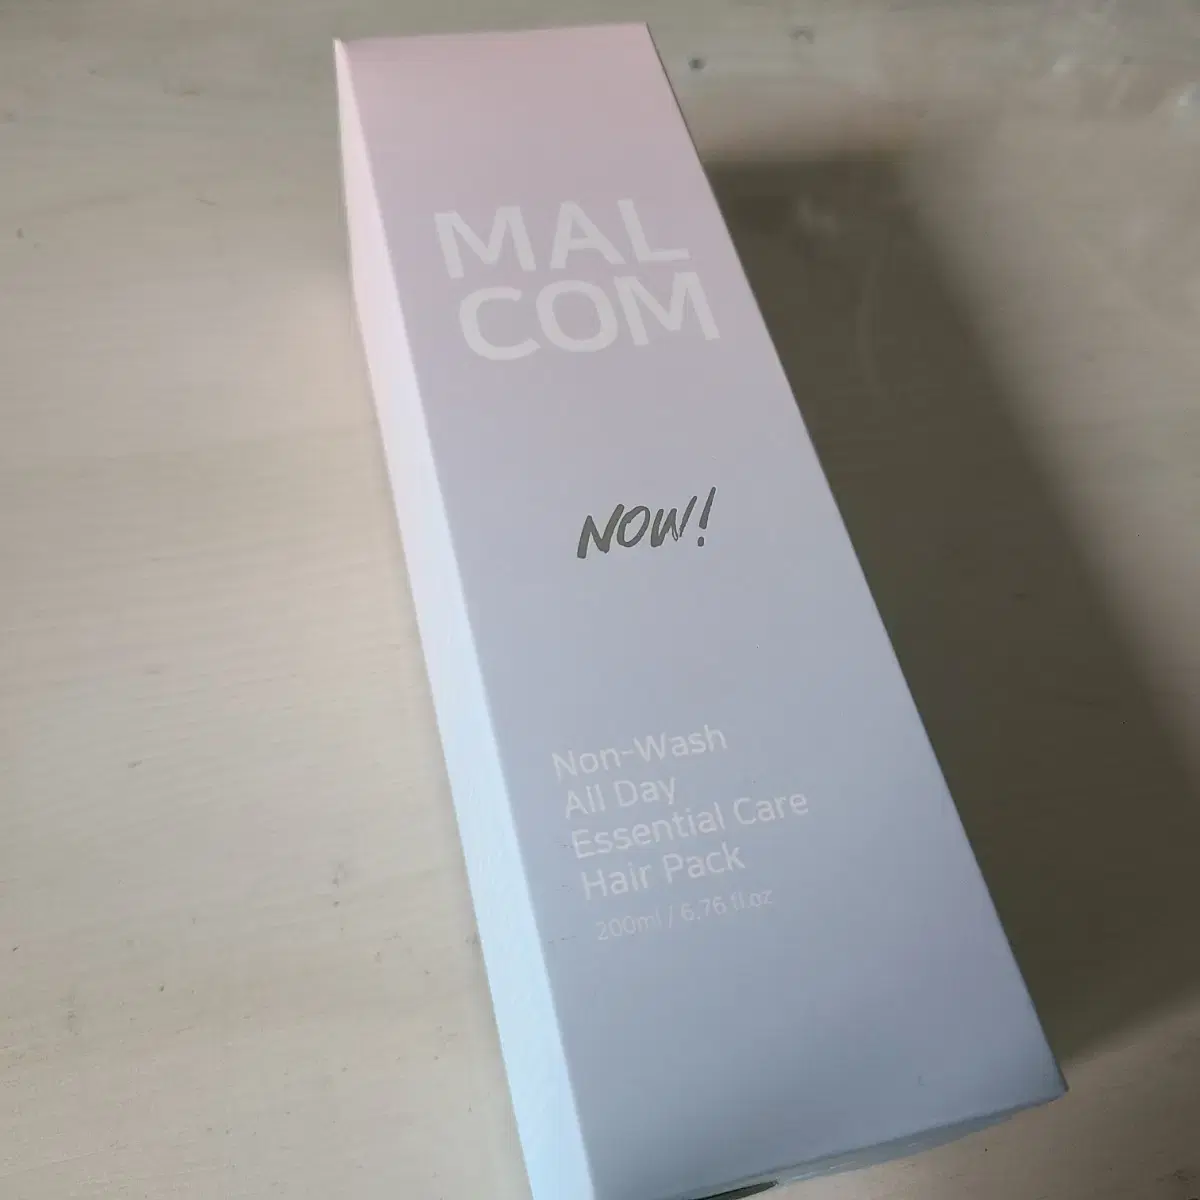 MAL
COM
NOW!
Non-Wash
All Day
Essential Care
Hair Pack
200ml / 6.76 fl.oz